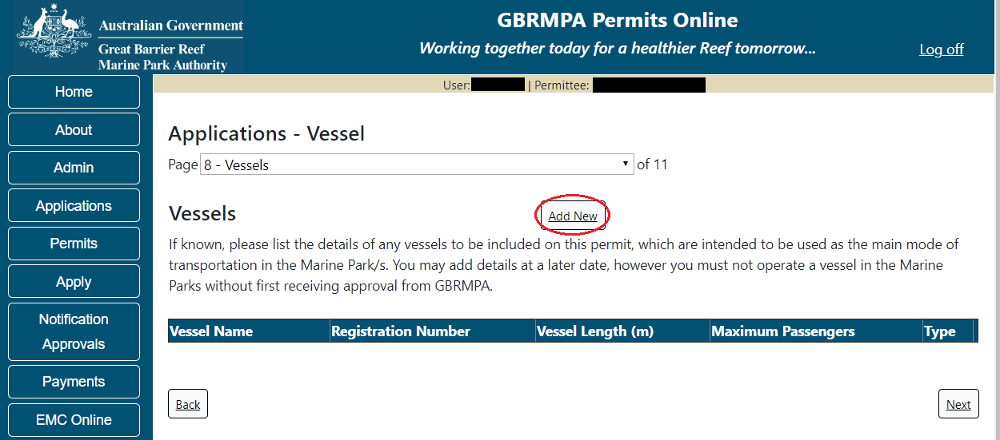 Australian Government
Great Barrier Reef
Marine Park Authority
GBRMPA Permits Online
Working together today for a healthier Reef tomorrow...
Log off
Home
About
Admin
Applications
Permits
Apply
Notification
Approvals
Payments
EMC Online
User: | Permittee:
Applications - Vessel
Page 8 - Vessels of 11
Vessels
Add New
If known, please list the details of any vessels to be included on this permit, which are intended to be used as the main mode of
transportation in the Marine Park/s. You may add details at a later date, however you must not operate a vessel in the Marine
Parks without first receiving approval from GBRMPA.
Vessel Name Registration Number Vessel Length (m) Maximum Passengers Type
Back
Next